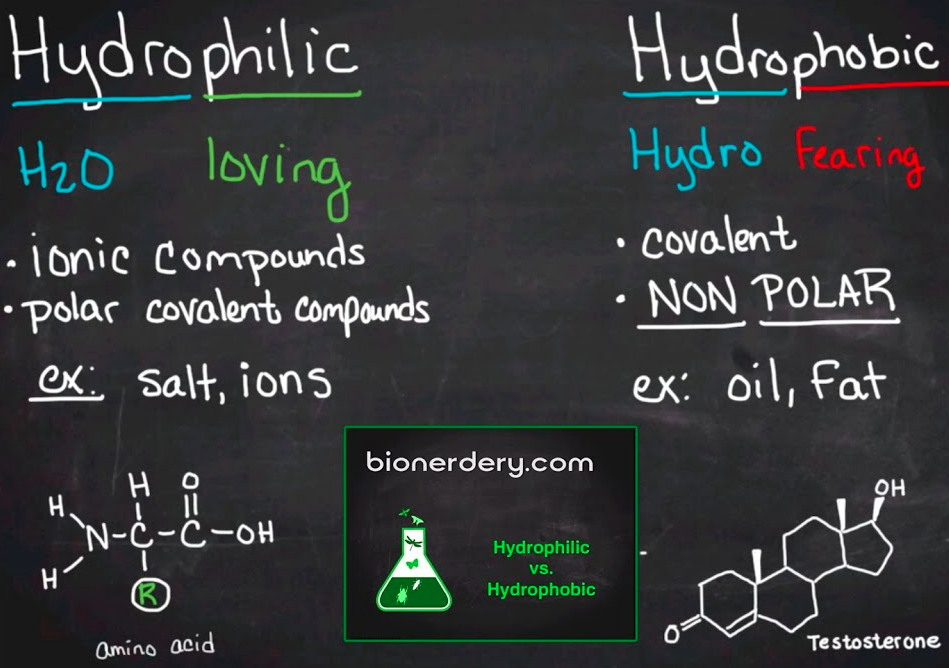 Hydrophilic
H2O loving
• ionic compounds
• polar covalent compounds
ex: salt, ions
H
H
N-C-C-OH
H
O
R
amino acid
Hydrophobic
Hydro Fearing
• covalent
• NON POLAR
ex: oil, Fat
bionerdery.com
Hydrophilic
vs.
Hydrophobic
OH
O
Testosterone